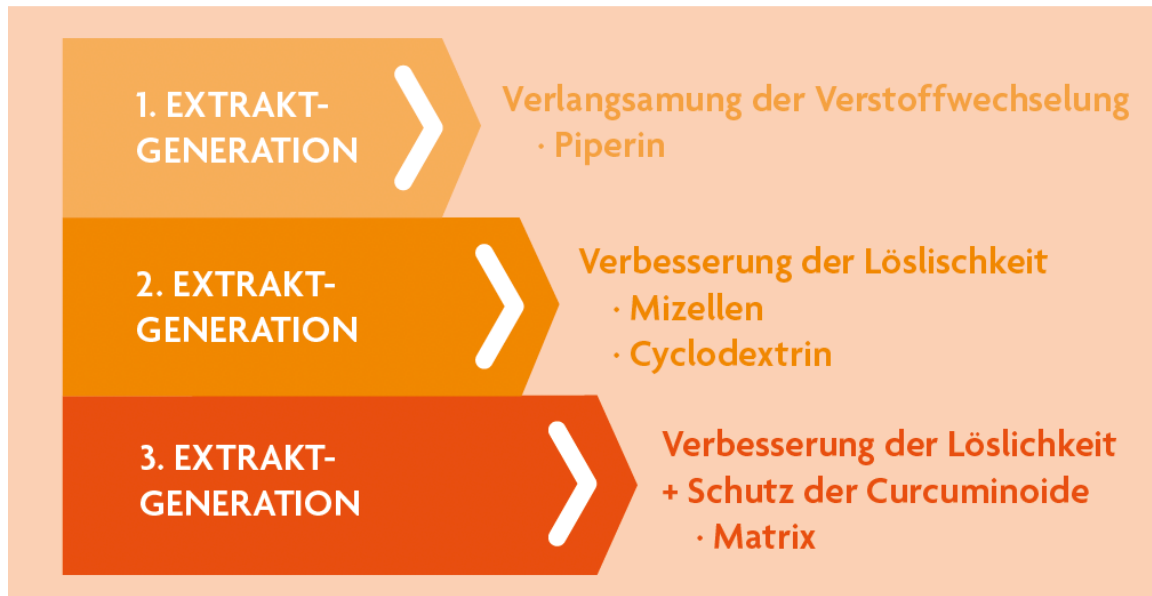 1. EXTRAKT-
GENERATION
Verlangsamung der Verstoffwechselung
· Piperin
2. EXTRAKT-
GENERATION
Verbesserung der Löslischkeit
· Mizellen
· Cyclodextrin
3. EXTRAKT-
GENERATION
Verbesserung der Löslichkeit
+ Schutz der Curcuminoide
· Matrix